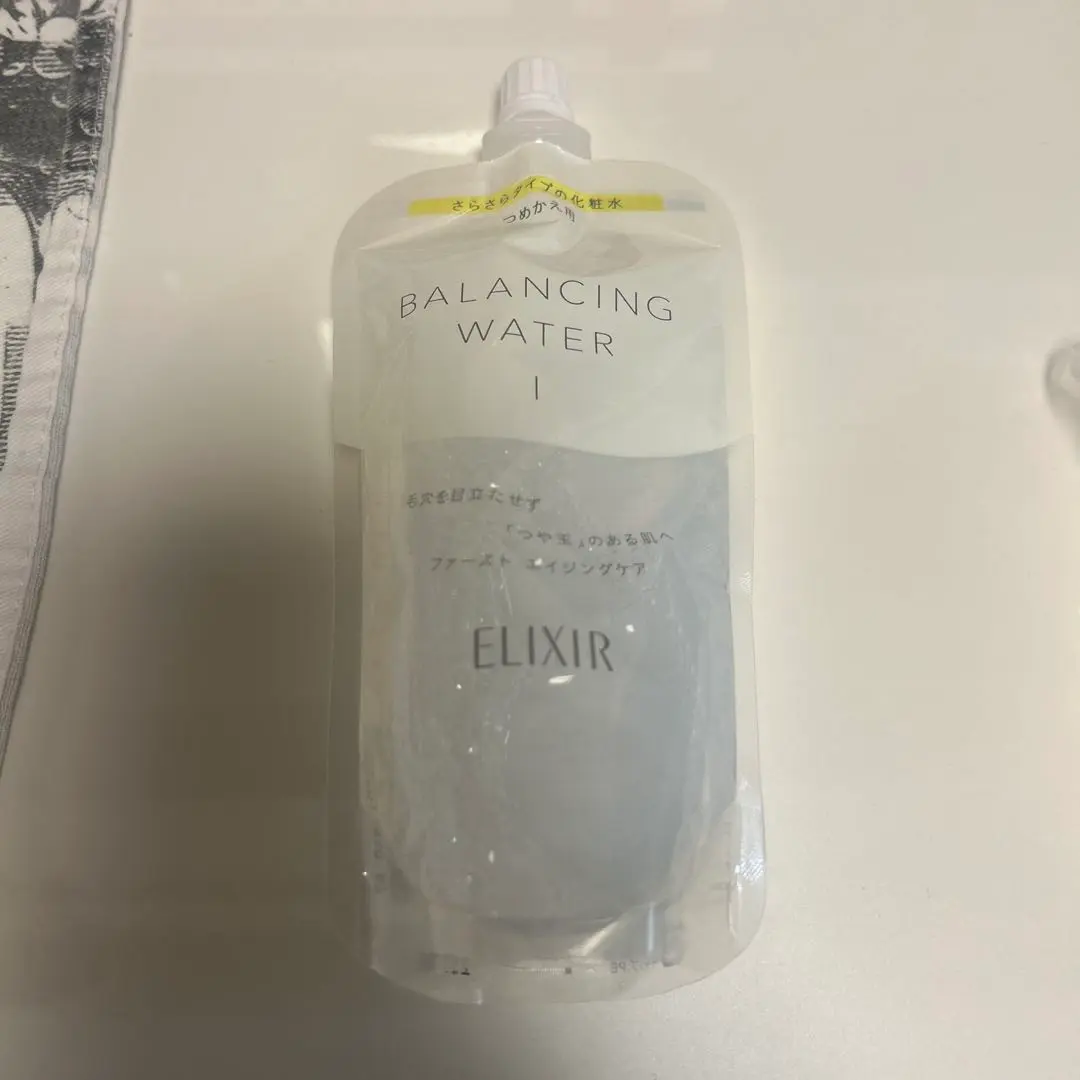 さらさらタイプの化粧水
つめかえ用
BALANCING
WATER
I
毛穴を目立たせず
「つや玉」のある肌へ
ファースト エイジングケア
ELIXIR